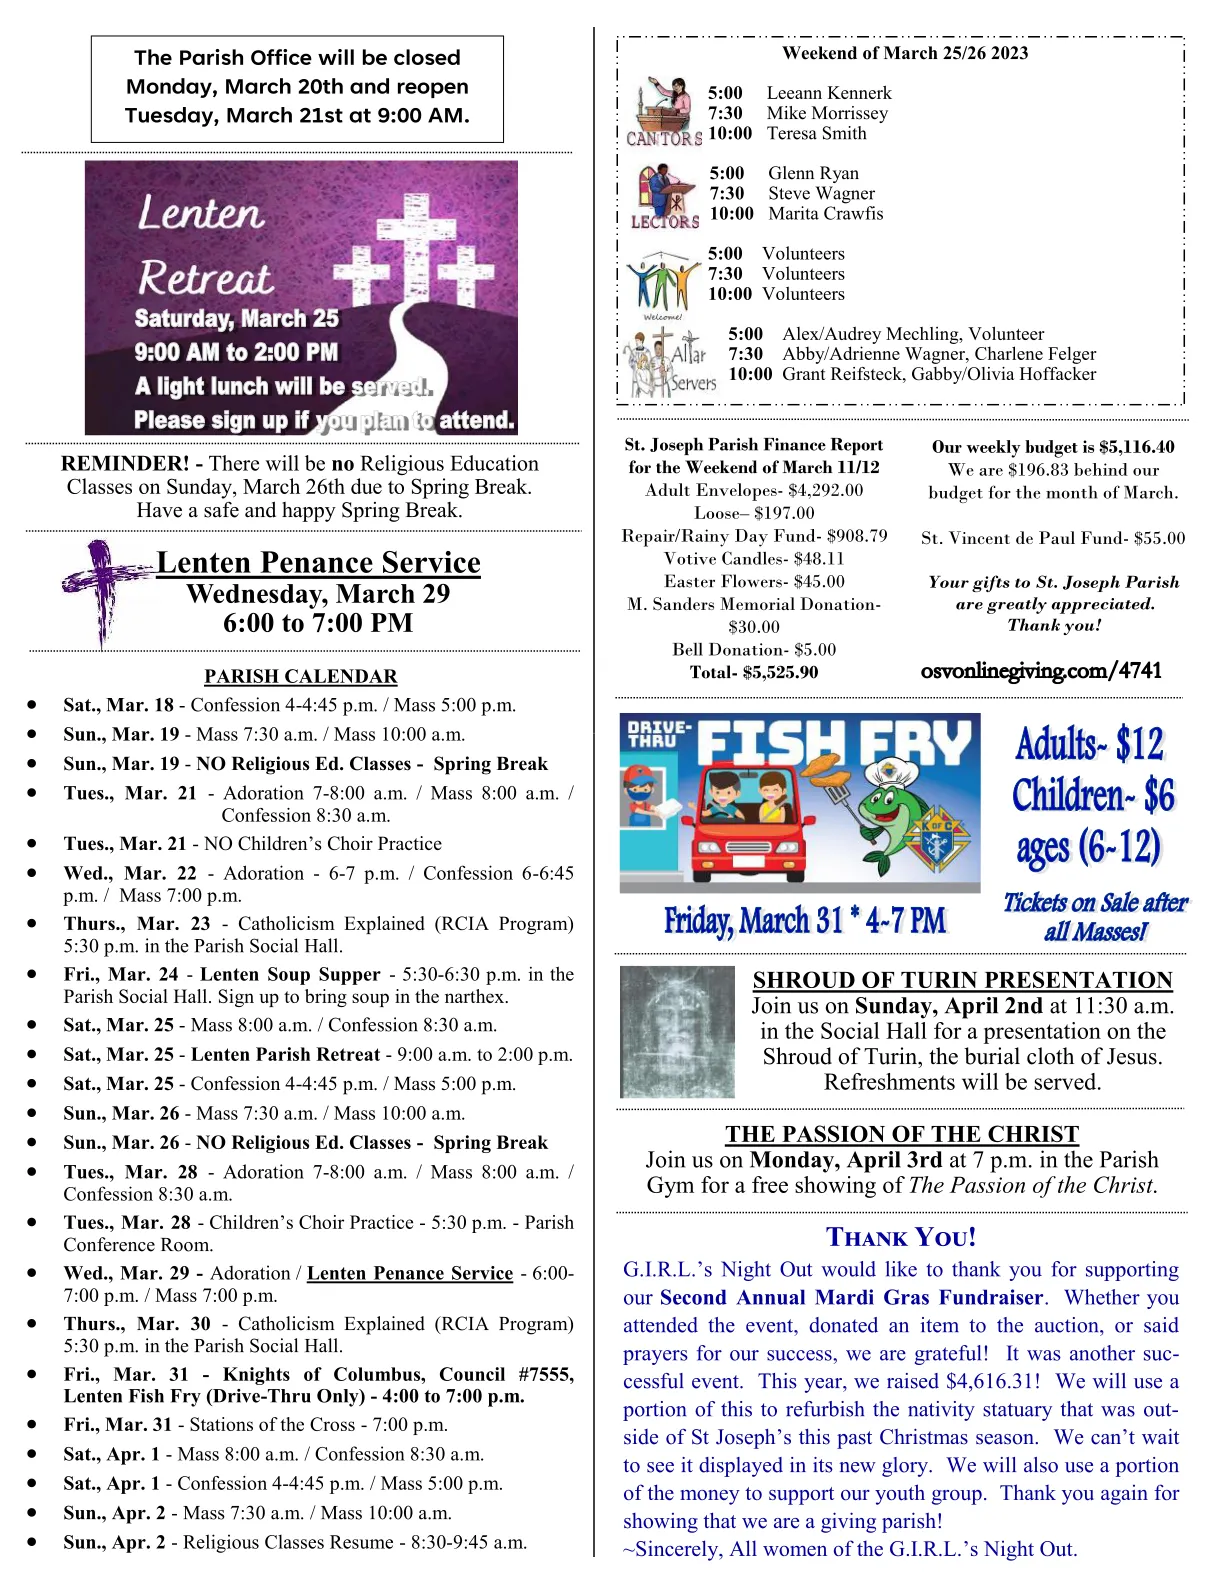 The Parish Office will be closed
Monday, March 20th and reopen
Tuesday, March 21st at 9:00 AM.
Lenten
Retreat
Saturday, March 25
9:00 AM to 2:00 PM
A light lunch will be served.
Please sign up if you plan to attend.
REMINDER! - There will be no Religious Education
Classes on Sunday, March 26th due to Spring Break.
Have a safe and happy Spring Break.
Lenten Penance Service
Wednesday, March 29
6:00 to 7:00 PM
PARISH CALENDAR
• Sat., Mar. 18 - Confession 4-4:45 p.m. / Mass 5:00 p.m.
• Sun., Mar. 19 - Mass 7:30 a.m. / Mass 10:00 a.m.
• Sun., Mar. 19 - NO Religious Ed. Classes - Spring Break
• Tues., Mar. 21 - Adoration 7-8:00 a.m. / Mass 8:00 a.m. /
Confession 8:30 a.m.
• Tues., Mar. 21 - NO Children’s Choir Practice
• Wed., Mar. 22 - Adoration - 6-7 p.m. / Confession 6-6:45
p.m. / Mass 7:00 p.m.
• Thurs., Mar. 23 - Catholicism Explained (RCIA Program)
5:30 p.m. in the Parish Social Hall.
• Fri., Mar. 24 - Lenten Soup Supper - 5:30-6:30 p.m. in the
Parish Social Hall. Sign up to bring soup in the narthex.
• Sat., Mar. 25 - Mass 8:00 a.m. / Confession 8:30 a.m.
• Sat., Mar. 25 - Lenten Parish Retreat - 9:00 a.m. to 2:00 p.m.
• Sat., Mar. 25 - Confession 4-4:45 p.m. / Mass 5:00 p.m.
• Sun., Mar. 26 - Mass 7:30 a.m. / Mass 10:00 a.m.
• Sun., Mar. 26 - NO Religious Ed. Classes - Spring Break
• Tues., Mar. 28 - Adoration 7-8:00 a.m. / Mass 8:00 a.m. /
Confession 8:30 a.m.
• Tues., Mar. 28 - Children’s Choir Practice - 5:30 p.m. - Parish
Conference Room.
• Wed., Mar. 29 - Adoration / Lenten Penance Service - 6:00-
7:00 p.m. / Mass 7:00 p.m.
• Thurs., Mar. 30 - Catholicism Explained (RCIA Program)
5:30 p.m. in the Parish Social Hall.
• Fri., Mar. 31 - Knights of Columbus, Council #7555,
Lenten Fish Fry (Drive-Thru Only) - 4:00 to 7:00 p.m.
• Fri., Mar. 31 - Stations of the Cross - 7:00 p.m.
• Sat., Apr. 1 - Mass 8:00 a.m. / Confession 8:30 a.m.
• Sat., Apr. 1 - Confession 4-4:45 p.m. / Mass 5:00 p.m.
• Sun., Apr. 2 - Mass 7:30 a.m. / Mass 10:00 a.m.
• Sun., Apr. 2 - Religious Classes Resume - 8:30-9:45 a.m.
Weekend of March 25/26 2023
CANTORS
5:00 Leeann Kennerk
7:30 Mike Morrissey
10:00 Teresa Smith
LECTORS
5:00 Glenn Ryan
7:30 Steve Wagner
10:00 Marita Crawfis
Welcome!
5:00 Volunteers
7:30 Volunteers
10:00 Volunteers
Altar
Servers
5:00 Alex/Audrey Mechling, Volunteer
7:30 Abby/Adrienne Wagner, Charlene Felger
10:00 Grant Reifsteck, Gabby/Olivia Hoffacker
St. Joseph Parish Finance Report
for the Weekend of March 11/12
Adult Envelopes- $4,292.00
Loose– $197.00
Repair/Rainy Day Fund- $908.79
Votive Candles- $48.11
Easter Flowers- $45.00
M. Sanders Memorial Donation-
$30.00
Bell Donation- $5.00
Total- $5,525.90
Our weekly budget is $5,116.40
We are $196.83 behind our
budget for the month of March.
St. Vincent de Paul Fund- $55.00
Your gifts to St. Joseph Parish
are greatly appreciated.
Thank you!
osvonlinegiving.com/4741
DRIVE-
THRU
FISH FRY
K OF C
Friday, March 31 * 4~7 PM
Adults~ $12
Children~ $6
ages (6~12)
Tickets on Sale after
all Masses!
SHROUD OF TURIN PRESENTATION
Join us on Sunday, April 2nd at 11:30 a.m.
in the Social Hall for a presentation on the
Shroud of Turin, the burial cloth of Jesus.
Refreshments will be served.
THE PASSION OF THE CHRIST
Join us on Monday, April 3rd at 7 p.m. in the Parish
Gym for a free showing of The Passion of the Christ.
THANK YOU!
G.I.R.L.’s Night Out would like to thank you for supporting
our Second Annual Mardi Gras Fundraiser. Whether you
attended the event, donated an item to the auction, or said
prayers for our success, we are grateful! It was another suc-
cessful event. This year, we raised $4,616.31! We will use a
portion of this to refurbish the nativity statuary that was out-
side of St Joseph’s this past Christmas season. We can’t wait
to see it displayed in its new glory. We will also use a portion
of the money to support our youth group. Thank you again for
showing that we are a giving parish!
~Sincerely, All women of the G.I.R.L.’s Night Out.